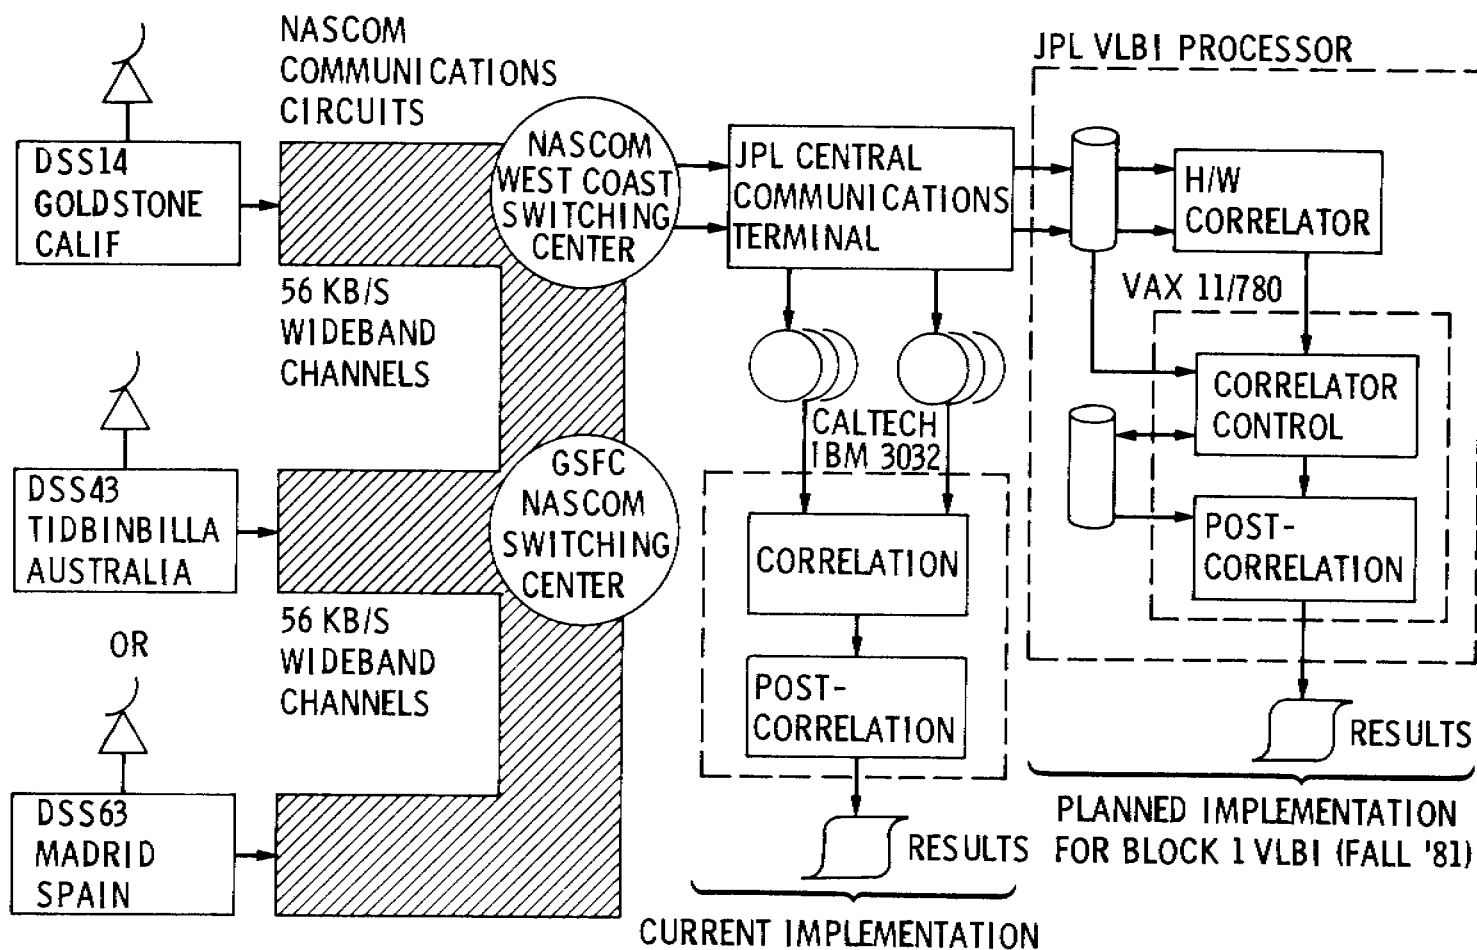 NASCOM
COMMUNICATIONS
CIRCUITS
JPL VLBI PROCESSOR
DSS14
GOLDSTONE
CALIF
NASCOM
WEST COAST
SWITCHING
CENTER
JPL CENTRAL
COMMUNICATIONS
TERMINAL
H/W
CORRELATOR
56 KB/S
WIDEBAND
CHANNELS
VAX 11/780
CORRELATOR
CONTROL
CALTECH
IBM 3032
DSS43
TIDBINBILLA
AUSTRALIA
GSFC
NASCOM
SWITCHING
CENTER
CORRELATION
POST-
CORRELATION
56 KB/S
WIDEBAND
CHANNELS
OR
POST-
CORRELATION
RESULTS
DSS63
MADRID
SPAIN
RESULTS
PLANNED IMPLEMENTATION
FOR BLOCK 1 VLBI (FALL '81)
CURRENT IMPLEMENTATION